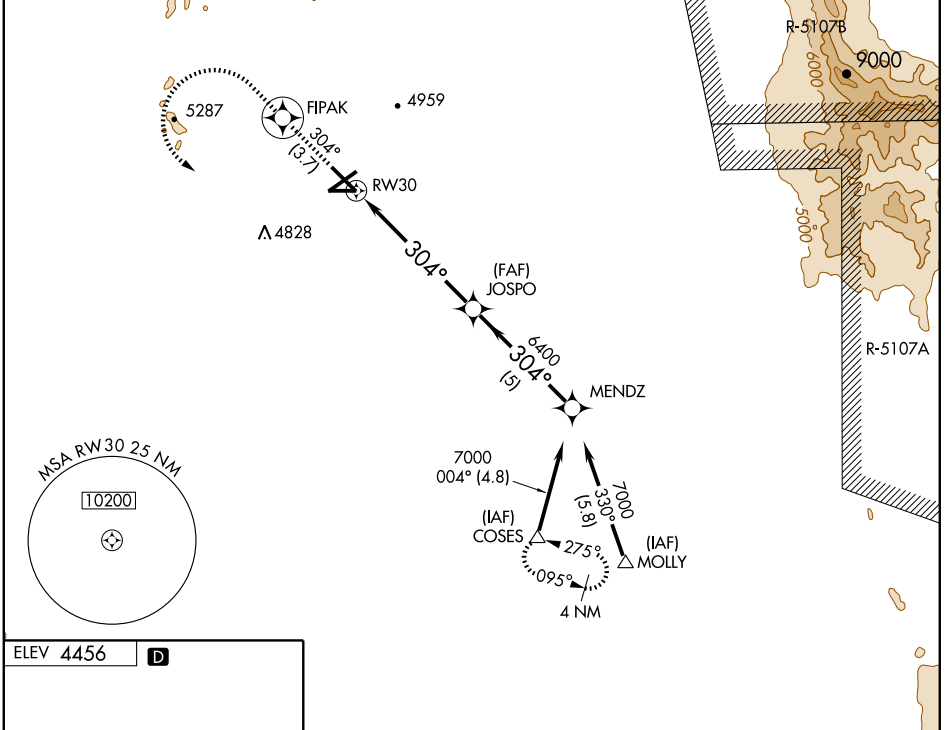 R-5107B
6000
9000
5287
FIPAK
4959
304°
(3.7)
RW30
5000
4828
304°
(FAF)
JOSPO
R-5107A
6400
304°
(5)
MENDZ
MSA RW30 25 NM
10200
7000
004° (4.8)
7000
330°
(5.8)
(IAF)
COSES
275°
(IAF)
MOLLY
095°
4 NM
ELEV 4456
D